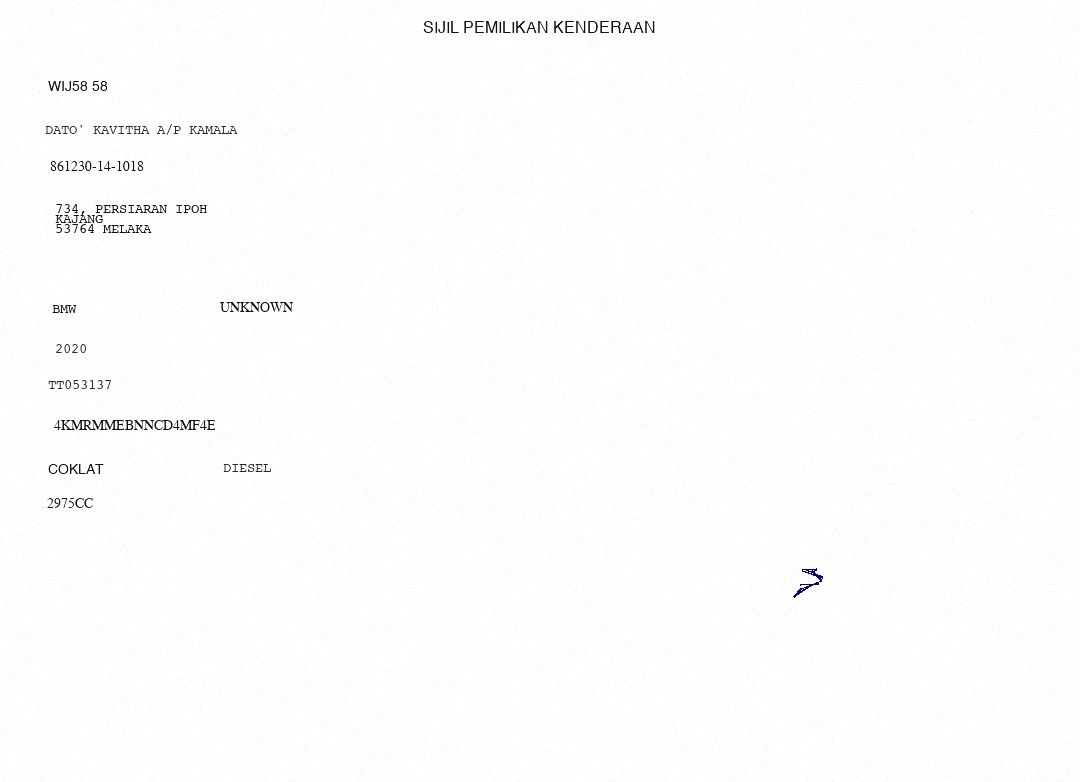 SIJIL PEMILIKAN KENDERAAN
WIJ58 58
DATO' KAVITHA A/P KAMALA
861230-14-1018
734, PERSIARAN IPOH
KAJANG
53764 MELAKA
BMW UNKNOWN
2020
TT053137
4KMRMMEBNNCD4MF4E
COKLAT DIESEL
2975CC